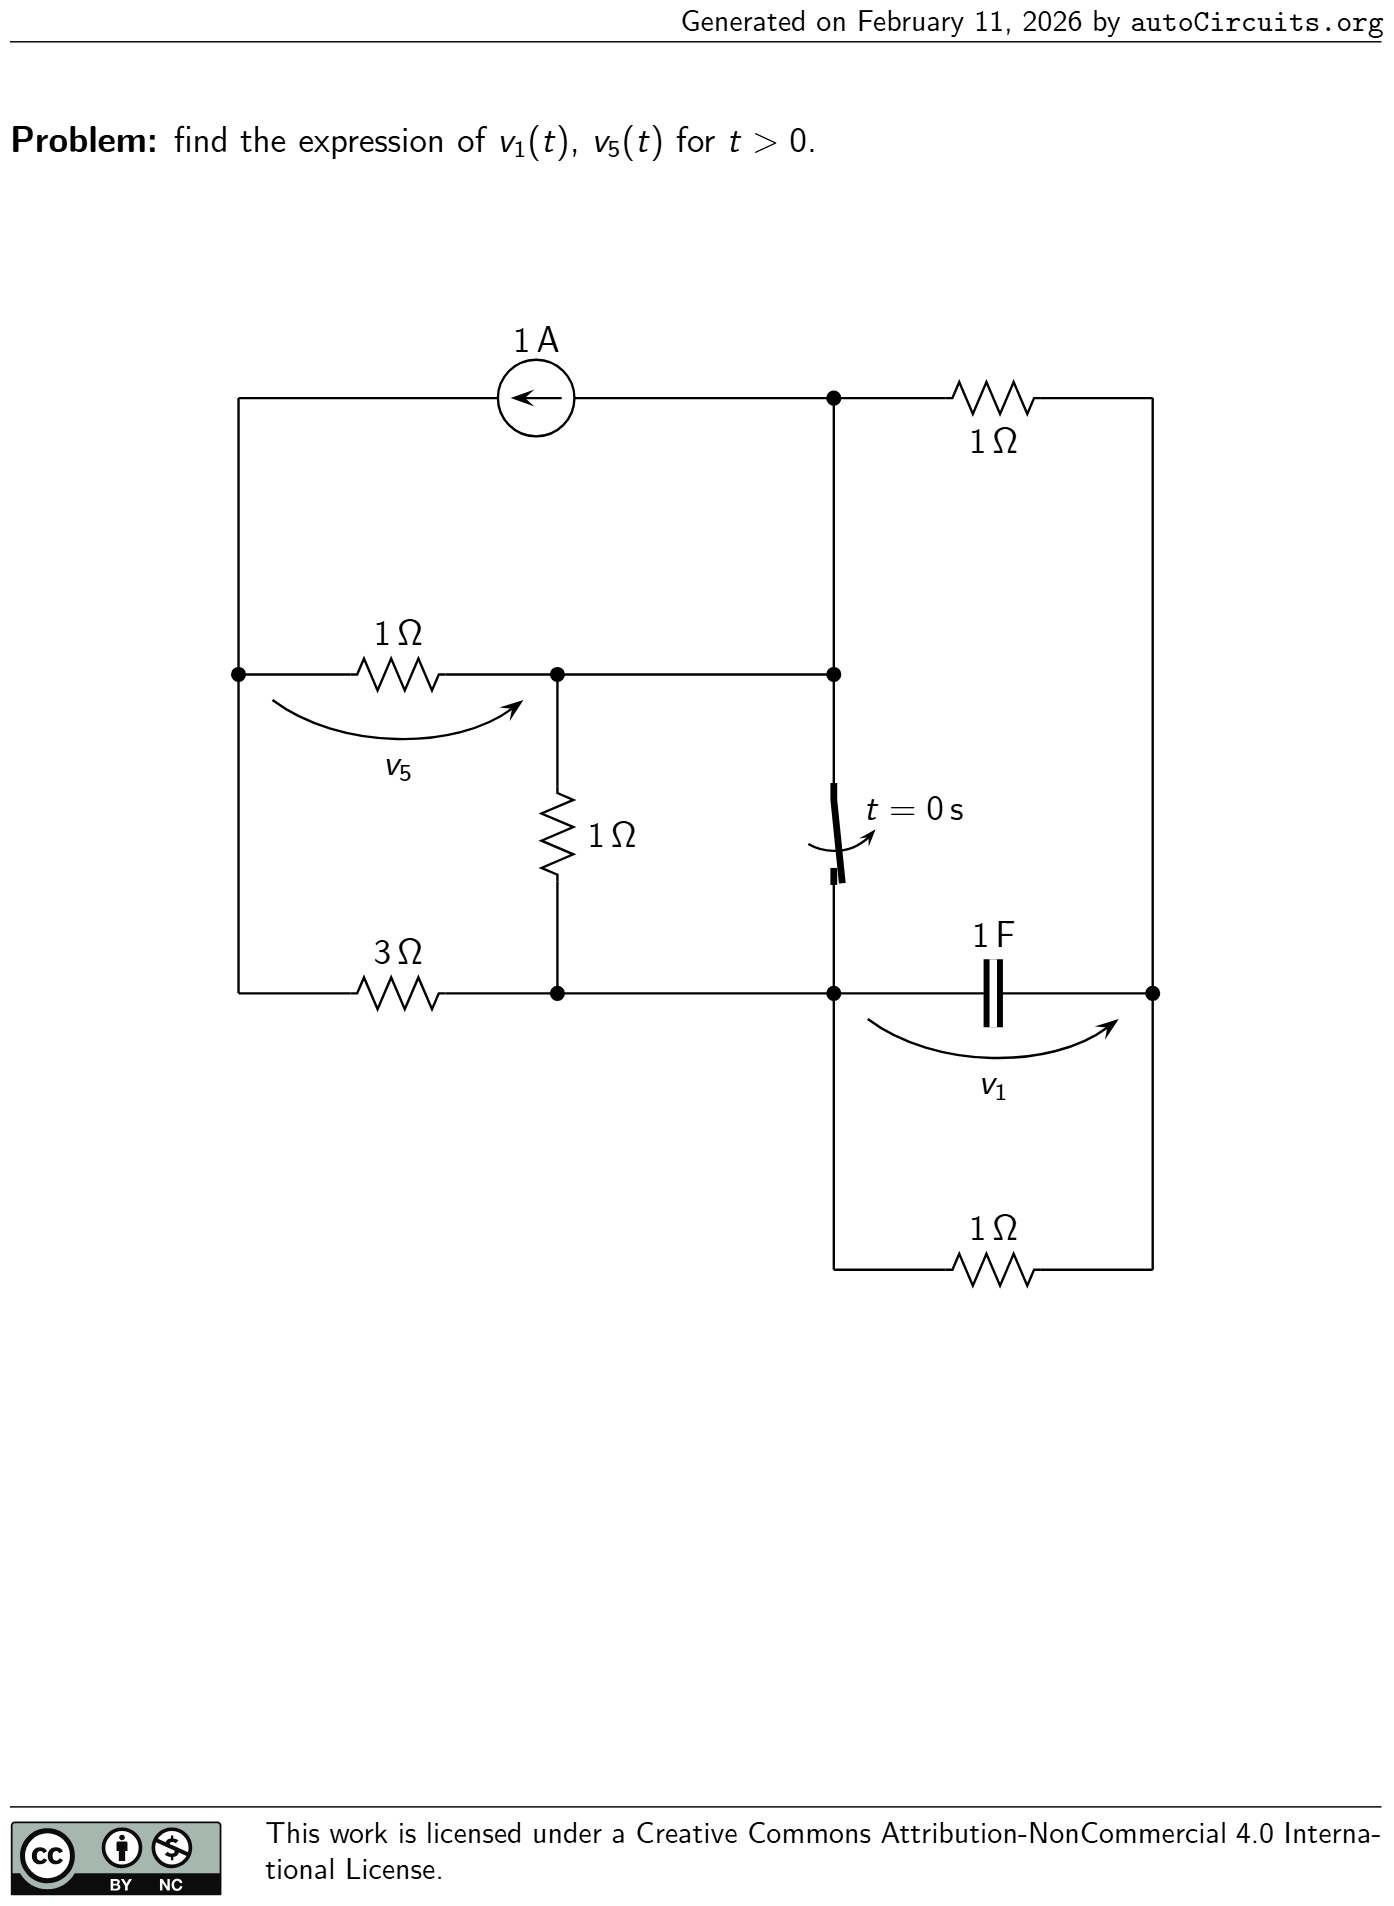 Generated on February 11, 2026 by autoCircuits.org
Problem: find the expression of v₁(t), v₅(t) for t > 0.
1 A
1 Ω
1 Ω
v₅
t = 0 s
1 Ω
1 F
3 Ω
v₁
1 Ω
This work is licensed under a Creative Commons Attribution-NonCommercial 4.0 Interna-
tional License.
cc
BY NC